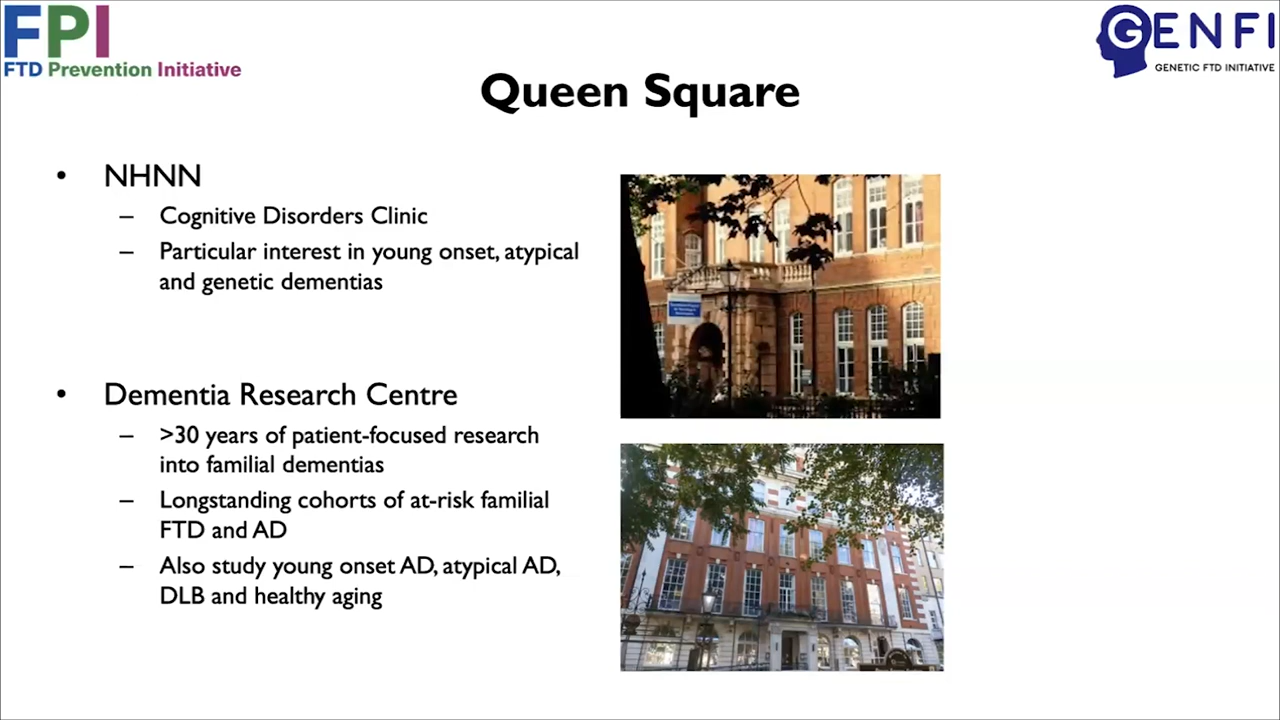 FPI
FTD Prevention Initiative
GENFI
GENETIC FTD INITIATIVE
Queen Square
• NHNN
– Cognitive Disorders Clinic
– Particular interest in young onset, atypical
and genetic dementias
• Dementia Research Centre
– >30 years of patient-focused research
into familial dementias
– Longstanding cohorts of at-risk familial
FTD and AD
– Also study young onset AD, atypical AD,
DLB and healthy aging